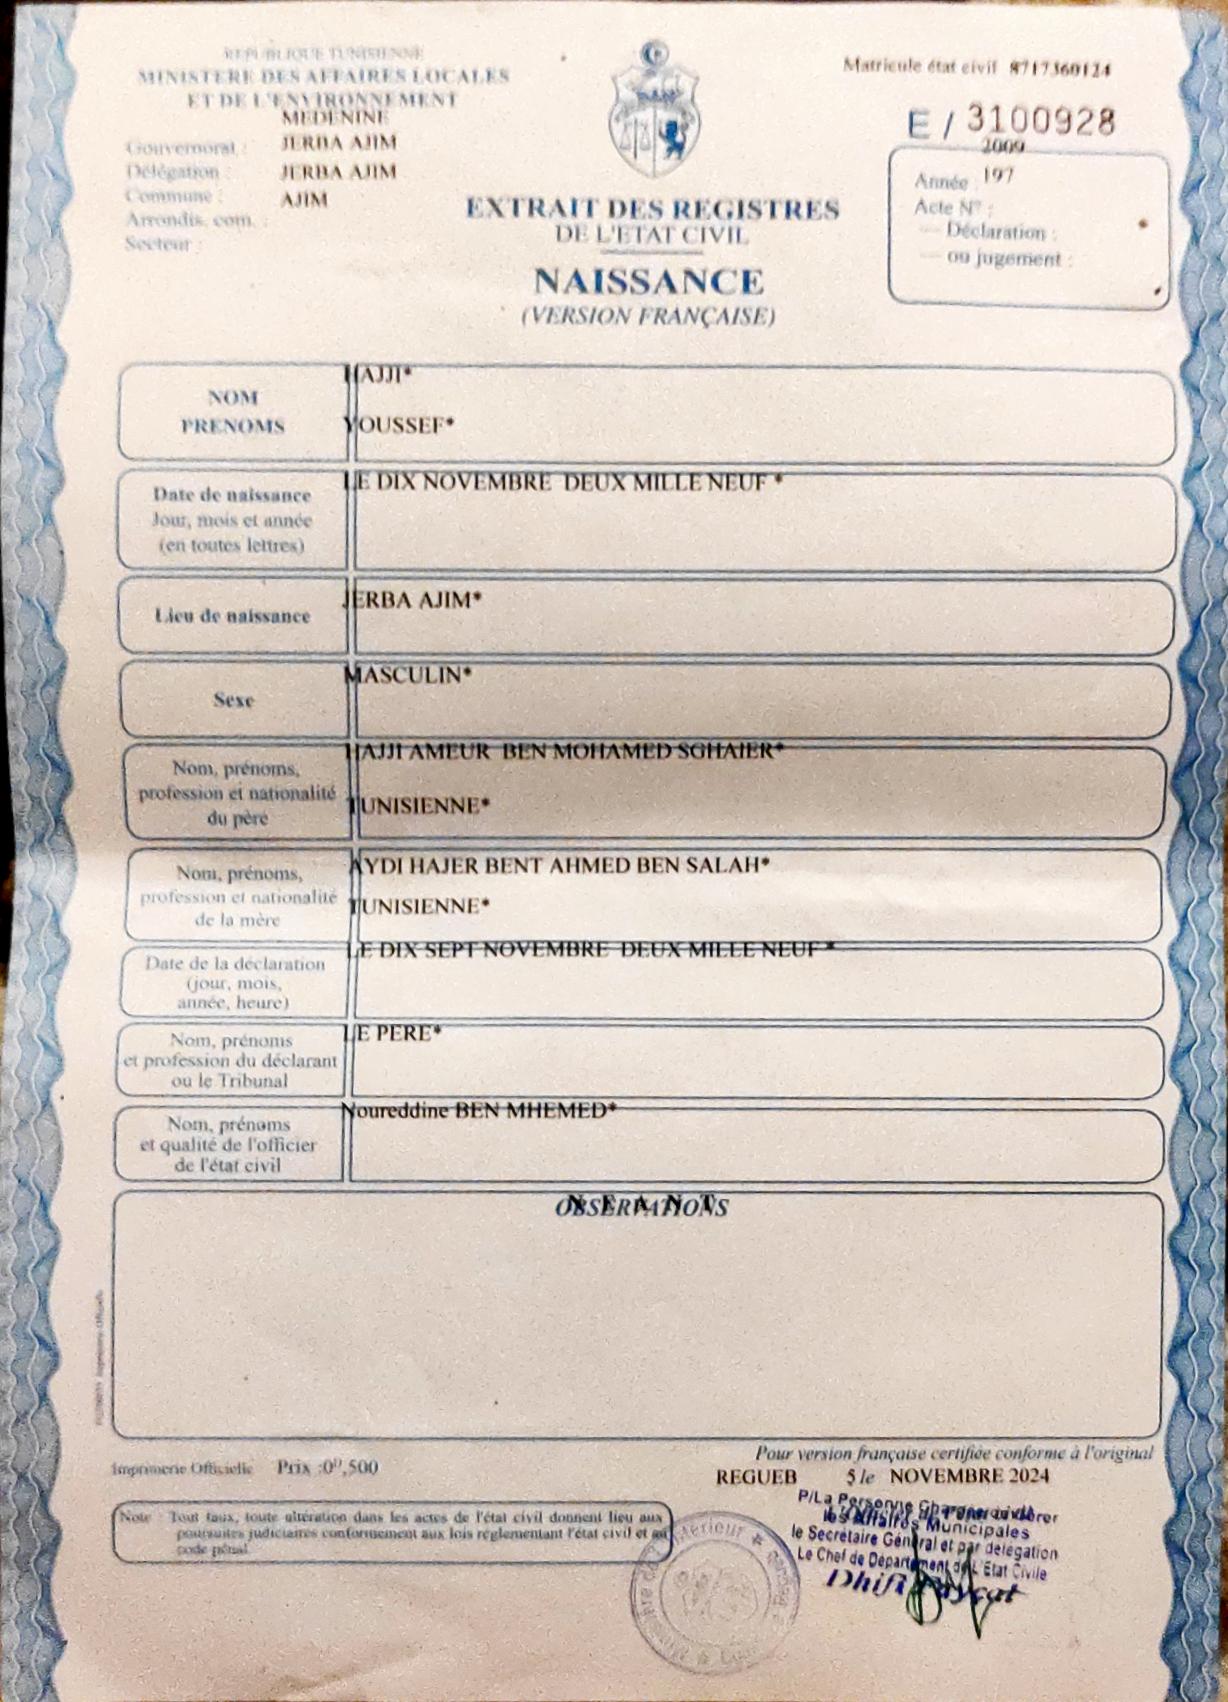 REPUBLIQUE TUNISIENNE
MINISTERE DES AFFAIRES LOCALES
ET DE L'ENVIRONNEMENT
MEDENINE
Gouvernorat : JERBA AJIM
Délégation : JERBA AJIM
Commune : AJIM
Arrondis. com. :
Secteur :
Matricule état civil 8717360124
E / 3100928
2009
Année : 197
Acte N° :
— Déclaration :
— ou jugement :
EXTRAIT DES REGISTRES
DE L'ETAT CIVIL
NAISSANCE
(VERSION FRANÇAISE)
NOM HAJJI*
PRENOMS YOUSSEF*
LE DIX NOVEMBRE DEUX MILLE NEUF *
Date de naissance
Jour, mois et année
(en toutes lettres)
Lieu de naissance JERBA AJIM*
Sexe MASCULIN*
HAJJI AMEUR BEN MOHAMED SGHAIER*
Nom, prénoms,
profession et nationalité
du père
TUNISIENNE*
AYDI HAJER BENT AHMED BEN SALAH*
Nom, prénoms,
profession et nationalité
de la mère
TUNISIENNE*
LE DIX SEPT NOVEMBRE DEUX MILLE NEUF *
Date de la déclaration
(jour, mois,
année, heure)
LE PERE*
Nom, prénoms
et profession du déclarant
ou le Tribunal
Noureddine BEN MHEMED*
Nom, prénoms
et qualité de l'officier
de l'état civil
OBSERVATIONS
N E A N T
Pour version française certifiée conforme à l'original
Imprimerie Officielle Prix :0ᴰ,500
REGUEB 5 le NOVEMBRE 2024
Note : Tout faux, toute altération dans les actes de l'état civil donnent lieu aux
poursuites judiciaires conformement aux lois réglementant l'état civil et au
code pénal.
P/La Personne Chargée
les Affaires Municipales
le Secrétaire Général et par délégation
Le Chef de Département de L'Etat Civile